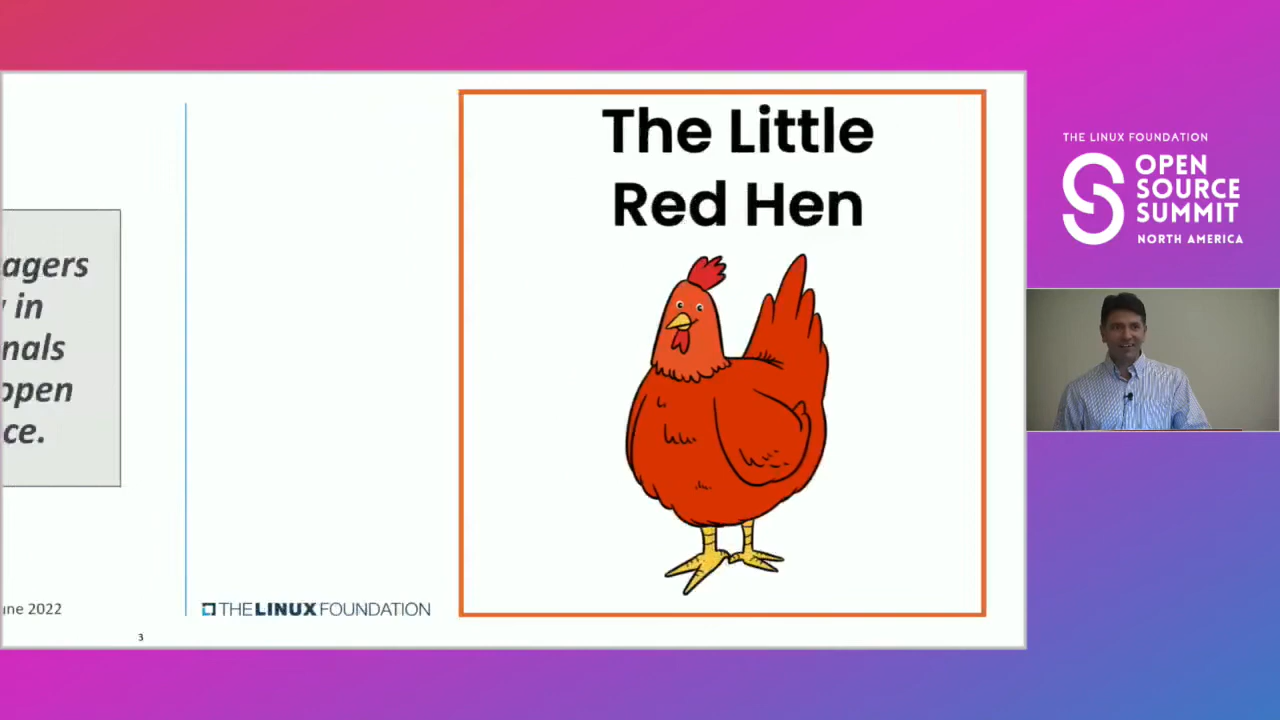 agers
in
nals
open
ce.
une 2022
3
THE LINUX FOUNDATION
The Little
Red Hen
THE LINUX FOUNDATION
OPEN
SOURCE
SUMMIT
NORTH AMERICA